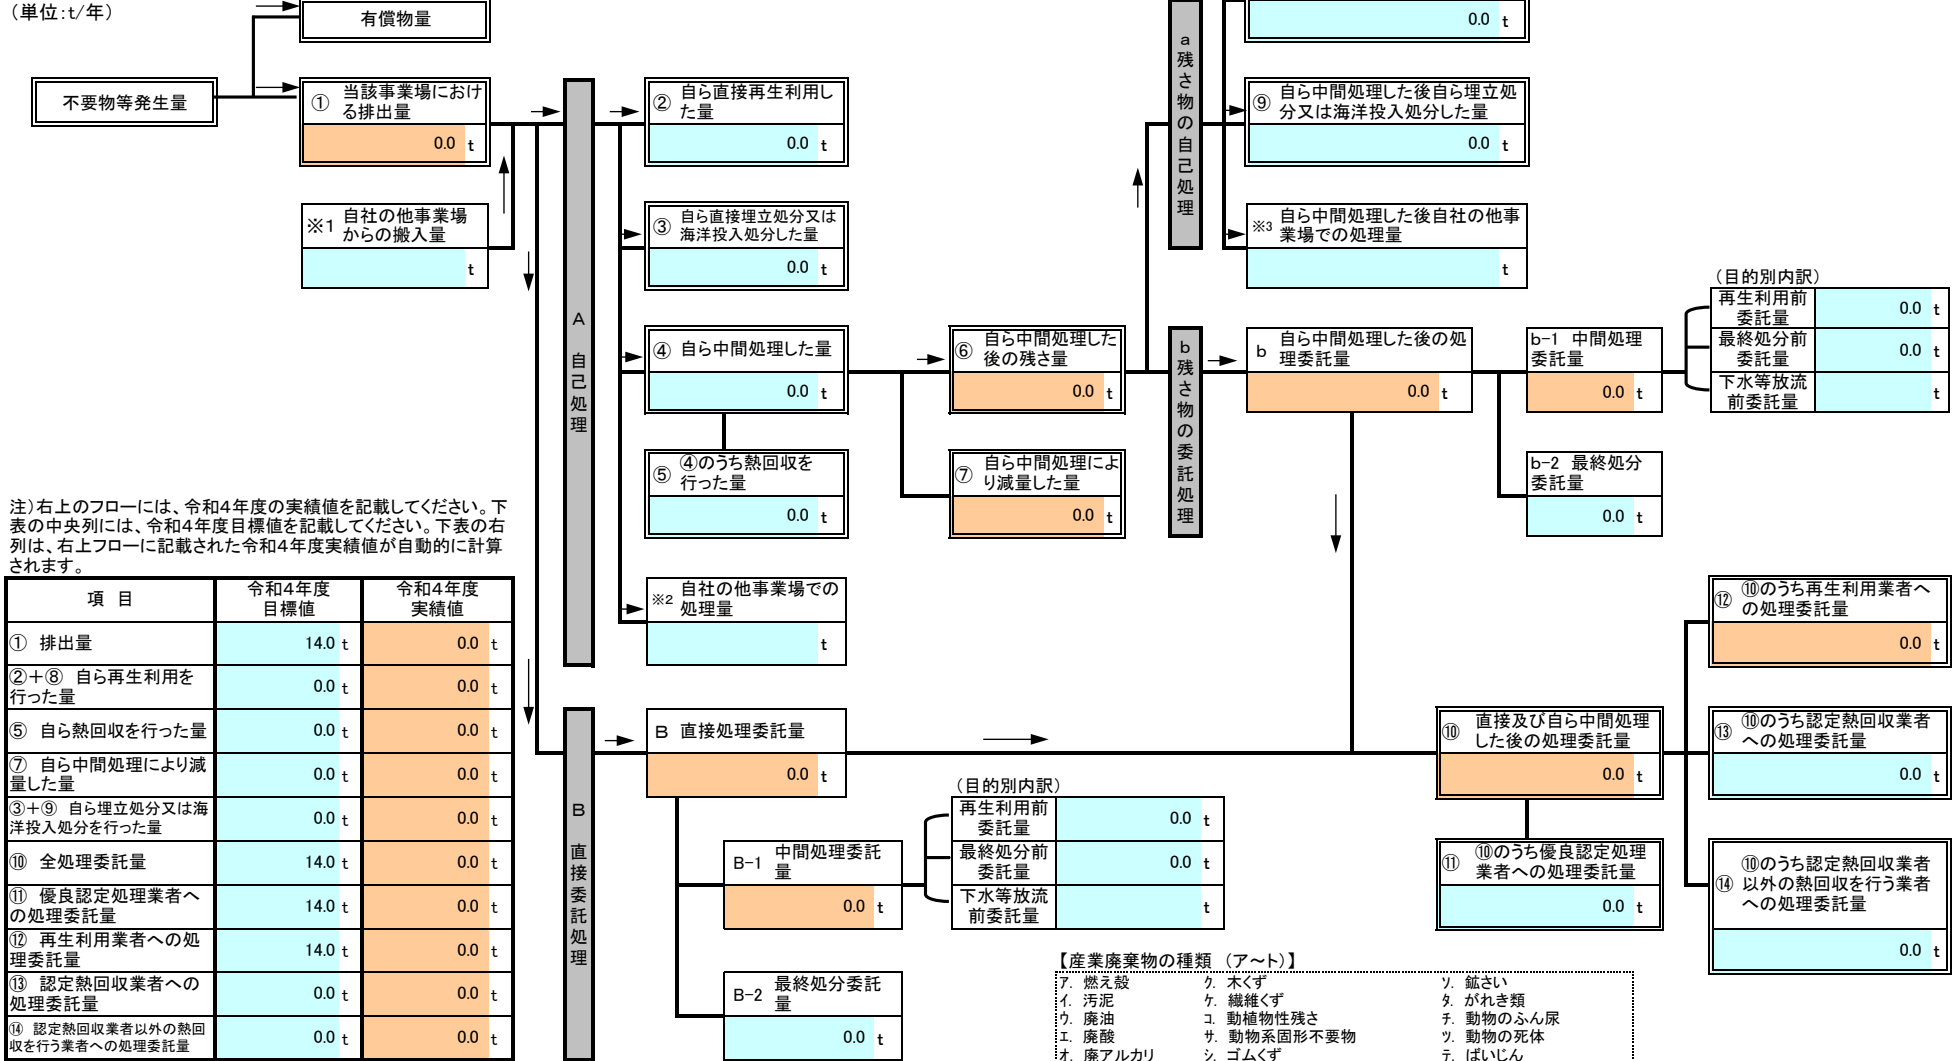 （単位:t/年）
有償物量
0.0 t
不要物等発生量
① 当該事業場におけ
る排出量
0.0 t
※1 自社の他事業場
からの搬入量
t
A 自己処理
② 自ら直接再生利用し
た量
0.0 t
③ 自ら直接埋立処分又は
海洋投入処分した量
0.0 t
④ 自ら中間処理した量
0.0 t
⑤ ④のうち熱回収を
行った量
0.0 t
※2 自社の他事業場での
処理量
t
⑥ 自ら中間処理した
後の残さ量
0.0 t
⑦ 自ら中間処理によ
り減量した量
0.0 t
a 残さ物の自己処理
⑨ 自ら中間処理した後自ら埋立処
分又は海洋投入処分した量
0.0 t
※3 自ら中間処理した後自社の他事
業場での処理量
t
b 残さ物の委託処理
b 自ら中間処理した後の処
理委託量
0.0 t
b-1 中間処理
委託量
0.0 t
b-2 最終処分
委託量
0.0 t
（目的別内訳）
再生利用前
委託量
0.0 t
最終処分前
委託量
0.0 t
下水等放流
前委託量
t
注）右上のフローには、令和4年度の実績値を記載してください。下
表の中央列には、令和4年度目標値を記載してください。下表の右
列は、右上フローに記載された令和4年度実績値が自動的に計算
されます。
項 目
令和4年度
目標値
令和4年度
実績値
① 排出量
14.0 t 0.0 t
②＋⑧ 自ら再生利用を
行った量
0.0 t 0.0 t
⑤ 自ら熱回収を行った量
0.0 t 0.0 t
⑦ 自ら中間処理により減
量した量
0.0 t 0.0 t
③＋⑨ 自ら埋立処分又は海
洋投入処分を行った量
0.0 t 0.0 t
⑩ 全処理委託量
14.0 t 0.0 t
⑪ 優良認定処理業者へ
の処理委託量
14.0 t 0.0 t
⑫ 再生利用業者への処
理委託量
14.0 t 0.0 t
⑬ 認定熱回収業者への
処理委託量
0.0 t 0.0 t
⑭ 認定熱回収業者以外の熱回
収を行う業者への処理委託量
0.0 t 0.0 t
B 直接委託処理
B 直接処理委託量
0.0 t
B-1 中間処理委託
量
0.0 t
B-2 最終処分委託
量
0.0 t
（目的別内訳）
再生利用前
委託量
0.0 t
最終処分前
委託量
0.0 t
下水等放流
前委託量
t
⑩ 直接及び自ら中間処理
した後の処理委託量
0.0 t
⑪ ⑩のうち優良認定処理
業者への処理委託量
0.0 t
⑫ ⑩のうち再生利用業者へ
の処理委託量
0.0 t
⑬ ⑩のうち認定熱回収業者
への処理委託量
0.0 t
⑭ ⑩のうち認定熱回収業者
以外の熱回収を行う業者
への処理委託量
0.0 t
【産業廃棄物の種類 （ア～ト）】
ア. 燃え殻 ク. 木くず ソ. 鉱さい
イ. 汚泥 ケ. 繊維くず タ. がれき類
ウ. 廃油 コ. 動植物性残さ チ. 動物のふん尿
エ. 廃酸 サ. 動物系固形不要物 ツ. 動物の死体
オ. 廃アルカリ シ. ゴムくず テ. ばいじん